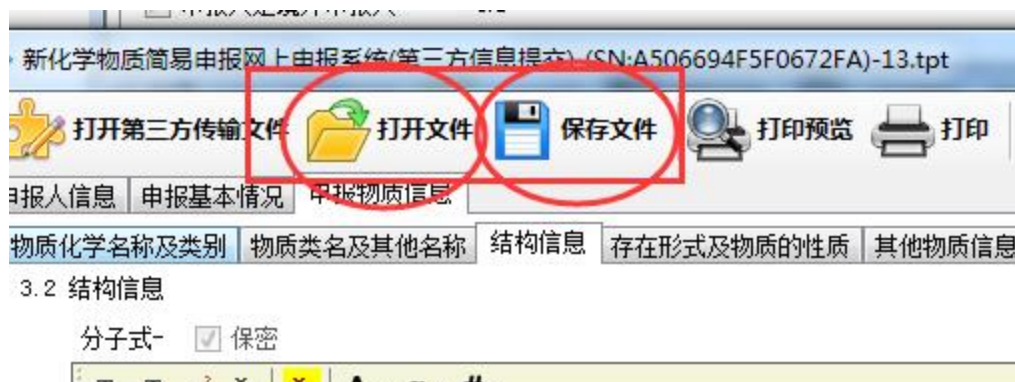 新化学物质简易申报网上申报系统(第三方信息提交)-(SN:A506694F5F0672FA)-13.tpt
打开第三方传输文件 打开文件 保存文件 打印预览 打印
申报人信息 申报基本情况 申报物质信息
物质化学名称及类别 物质类名及其他名称 结构信息 存在形式及物质的性质 其他物质信息
3.2 结构信息
分子式- 保密